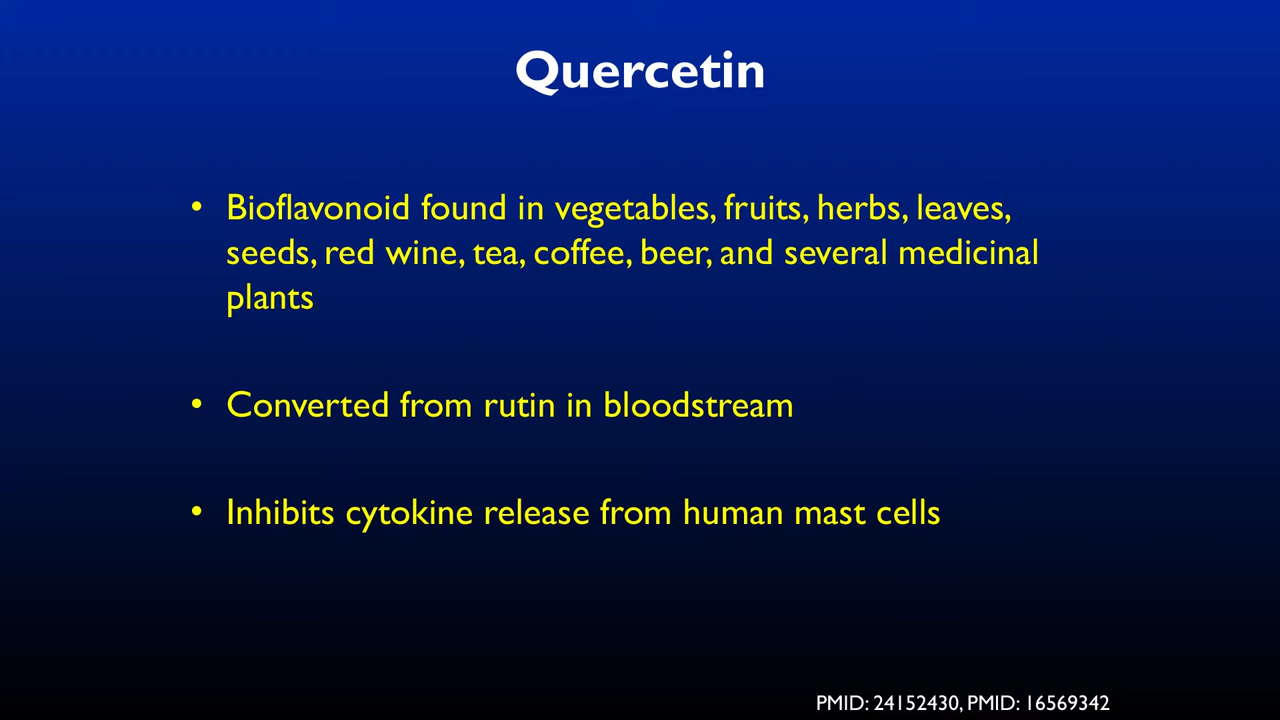 Quercetin
• Bioflavonoid found in vegetables, fruits, herbs, leaves,
seeds, red wine, tea, coffee, beer, and several medicinal
plants
• Converted from rutin in bloodstream
• Inhibits cytokine release from human mast cells
PMID: 24152430, PMID: 16569342